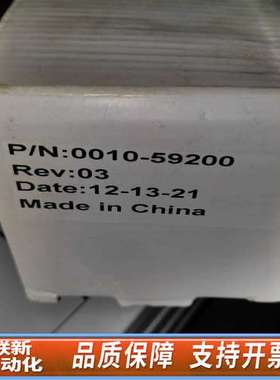 P/N:0010-59200
Rev:03
Date:12-13-21
Made in China
联新
动化
品质保障 支持开票